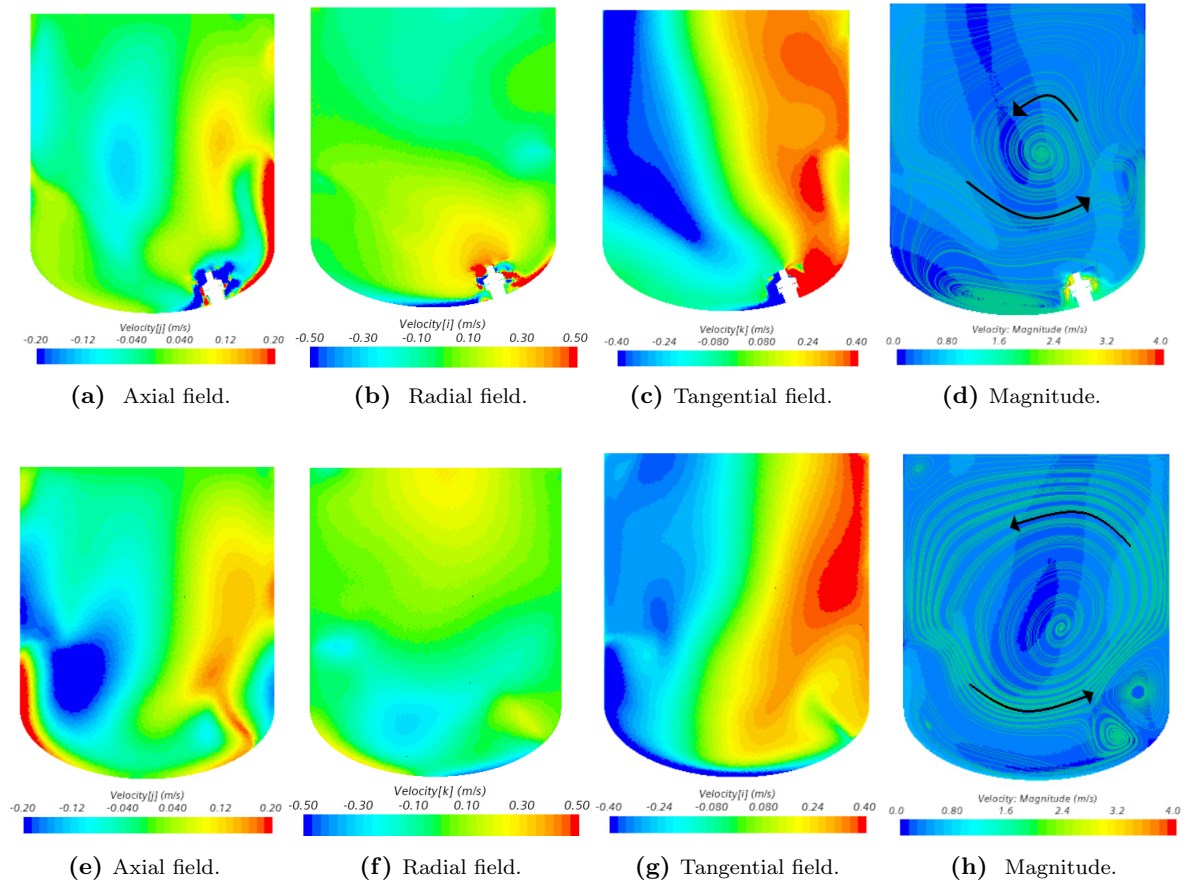 Velocity[j] (m/s)
-0.20 -0.12 -0.040 0.040 0.12 0.20
Velocity[i] (m/s)
-0.50 -0.30 -0.10 0.10 0.30 0.50
Velocity[k] (m/s)
-0.40 -0.24 -0.080 0.080 0.24 0.40
Velocity: Magnitude (m/s)
0.0 0.80 1.6 2.4 3.2 4.0
(a) Axial field.
(b) Radial field.
(c) Tangential field.
(d) Magnitude.
Velocity[j] (m/s)
-0.20 -0.12 -0.040 0.040 0.12 0.20
Velocity[k] (m/s)
-0.50 -0.30 -0.10 0.10 0.30 0.50
Velocity[i] (m/s)
-0.40 -0.24 -0.080 0.080 0.24 0.40
Velocity: Magnitude (m/s)
0.0 0.80 1.6 2.4 3.2 4.0
(e) Axial field.
(f) Radial field.
(g) Tangential field.
(h) Magnitude.